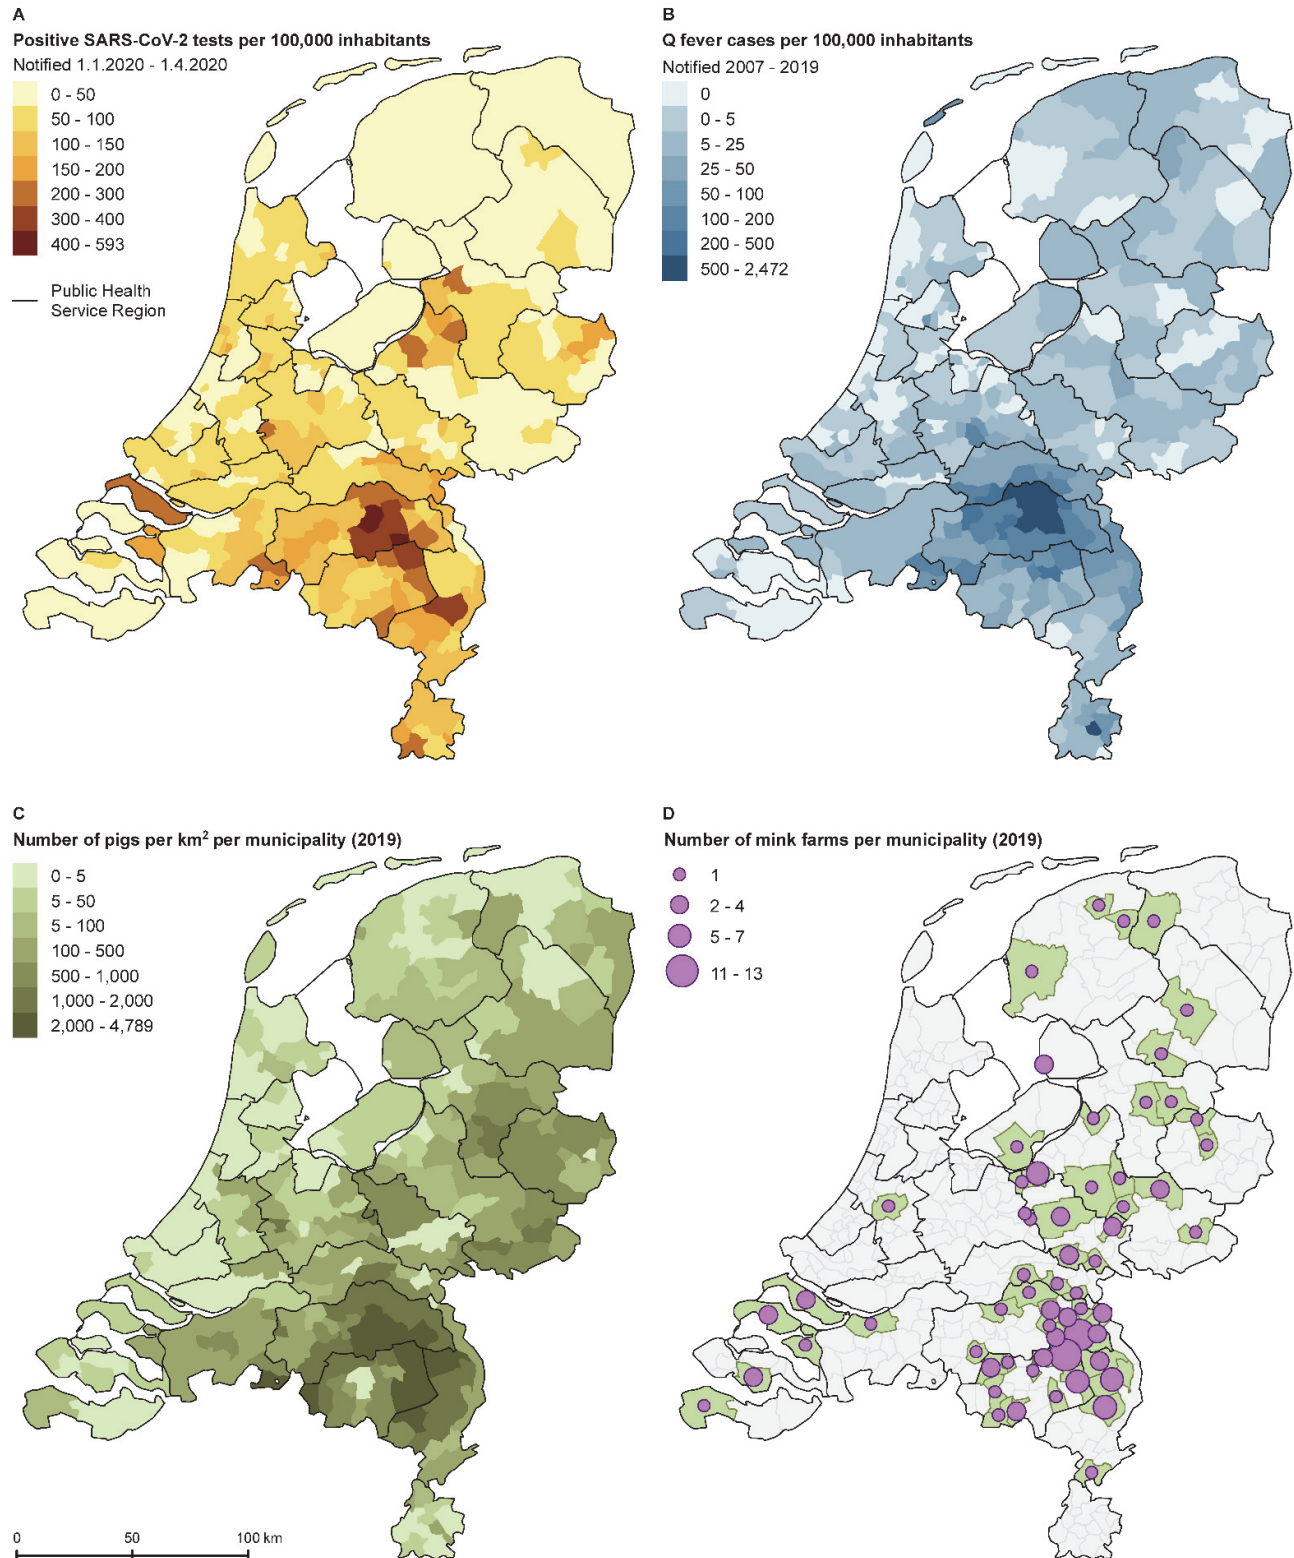 A
Positive SARS-CoV-2 tests per 100,000 inhabitants
Notified 1.1.2020 - 1.4.2020
0 - 50
50 - 100
100 - 150
150 - 200
200 - 300
300 - 400
400 - 593
Public Health
Service Region
B
Q fever cases per 100,000 inhabitants
Notified 2007 - 2019
0
0 - 5
5 - 25
25 - 50
50 - 100
100 - 200
200 - 500
500 - 2,472
C
Number of pigs per km² per municipality (2019)
0 - 5
5 - 50
5 - 100
100 - 500
500 - 1,000
1,000 - 2,000
2,000 - 4,789
0 50 100 km
D
Number of mink farms per municipality (2019)
1
2 - 4
5 - 7
11 - 13